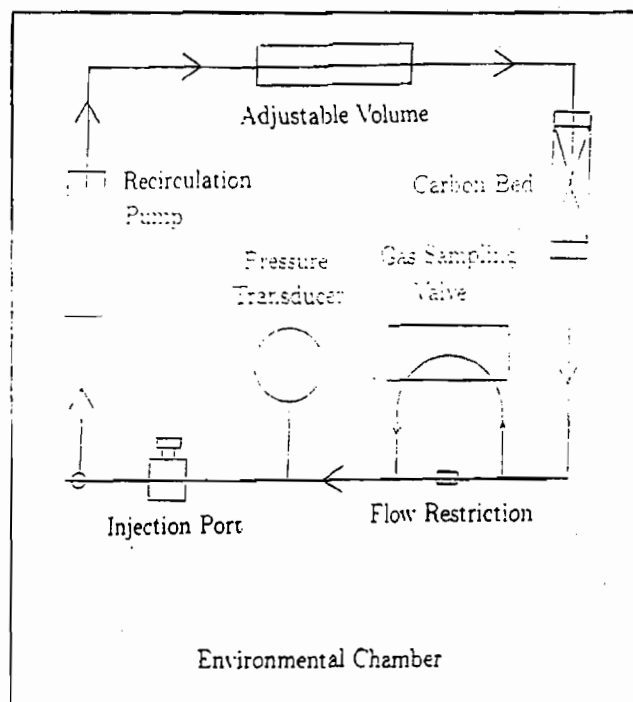 Adjustable Volume
Recirculation
Pump
Carbon Bed
Pressure
Transducer
Gas Sampling
Valve
Injection Port
Flow Restriction
Environmental Chamber